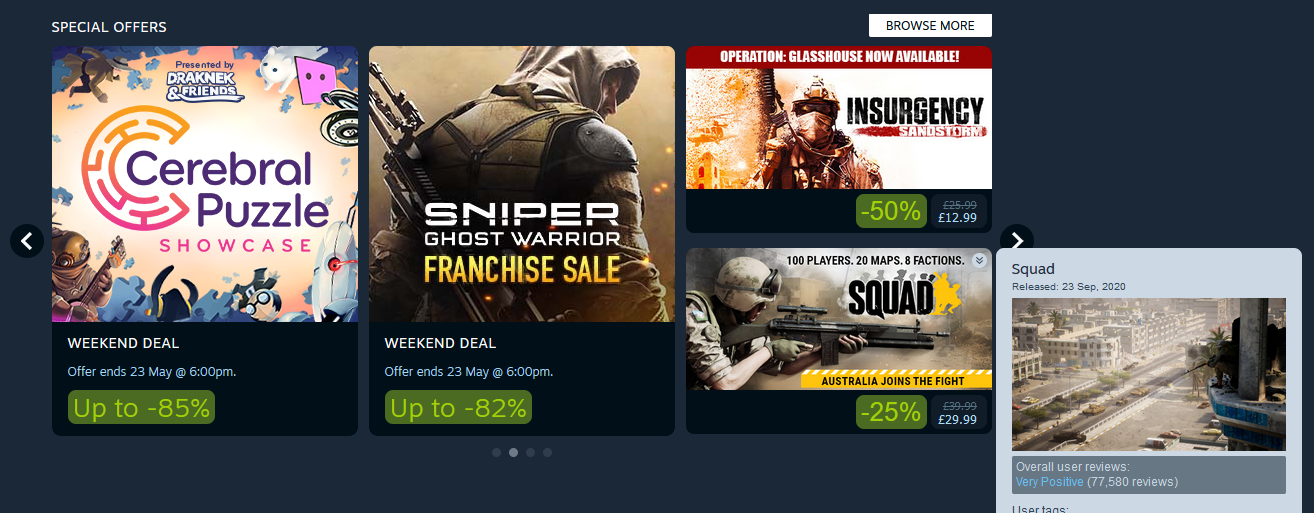 SPECIAL OFFERS
BROWSE MORE
Presented by
DRAKNEK
& FRIENDS
Cerebral
Puzzle
SHOWCASE
WEEKEND DEAL
Offer ends 23 May @ 6:00pm.
Up to -85%
SNIPER
GHOST WARRIOR
FRANCHISE SALE
WEEKEND DEAL
Offer ends 23 May @ 6:00pm.
Up to -82%
OPERATION: GLASSHOUSE NOW AVAILABLE!
INSURGENCY
SANDSTORM
-50%
£25.99
£12.99
100 PLAYERS. 20 MAPS. 8 FACTIONS.
SQUAD
AUSTRALIA JOINS THE FIGHT
-25%
£39.99
£29.99
Squad
Released: 23 Sep, 2020
Overall user reviews:
Very Positive (77,580 reviews)
User tags: